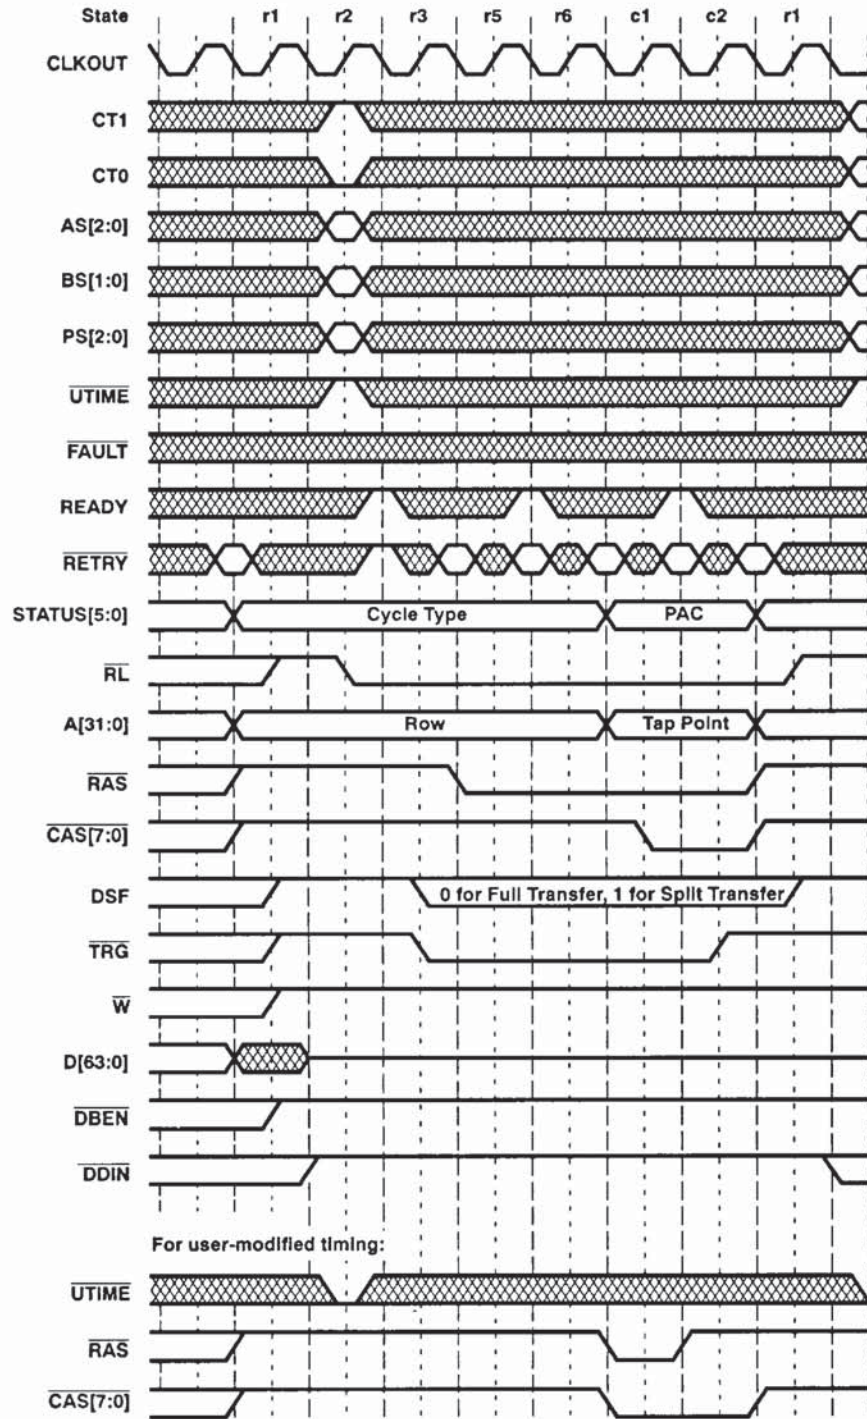 State r1 r2 r3 r5 r6 c1 c2 r1
CLKOUT
CT1
CT0
AS[2:0]
BS[1:0]
PS[2:0]
UTIME
FAULT
READY
RETRY
STATUS[5:0] Cycle Type PAC
RL
A[31:0] Row Tap Point
RAS
CAS[7:0]
DSF 0 for Full Transfer, 1 for Split Transfer
TRG
W
D[63:0]
DBEN
DDIN
For user-modified timing:
UTIME
RAS
CAS[7:0]